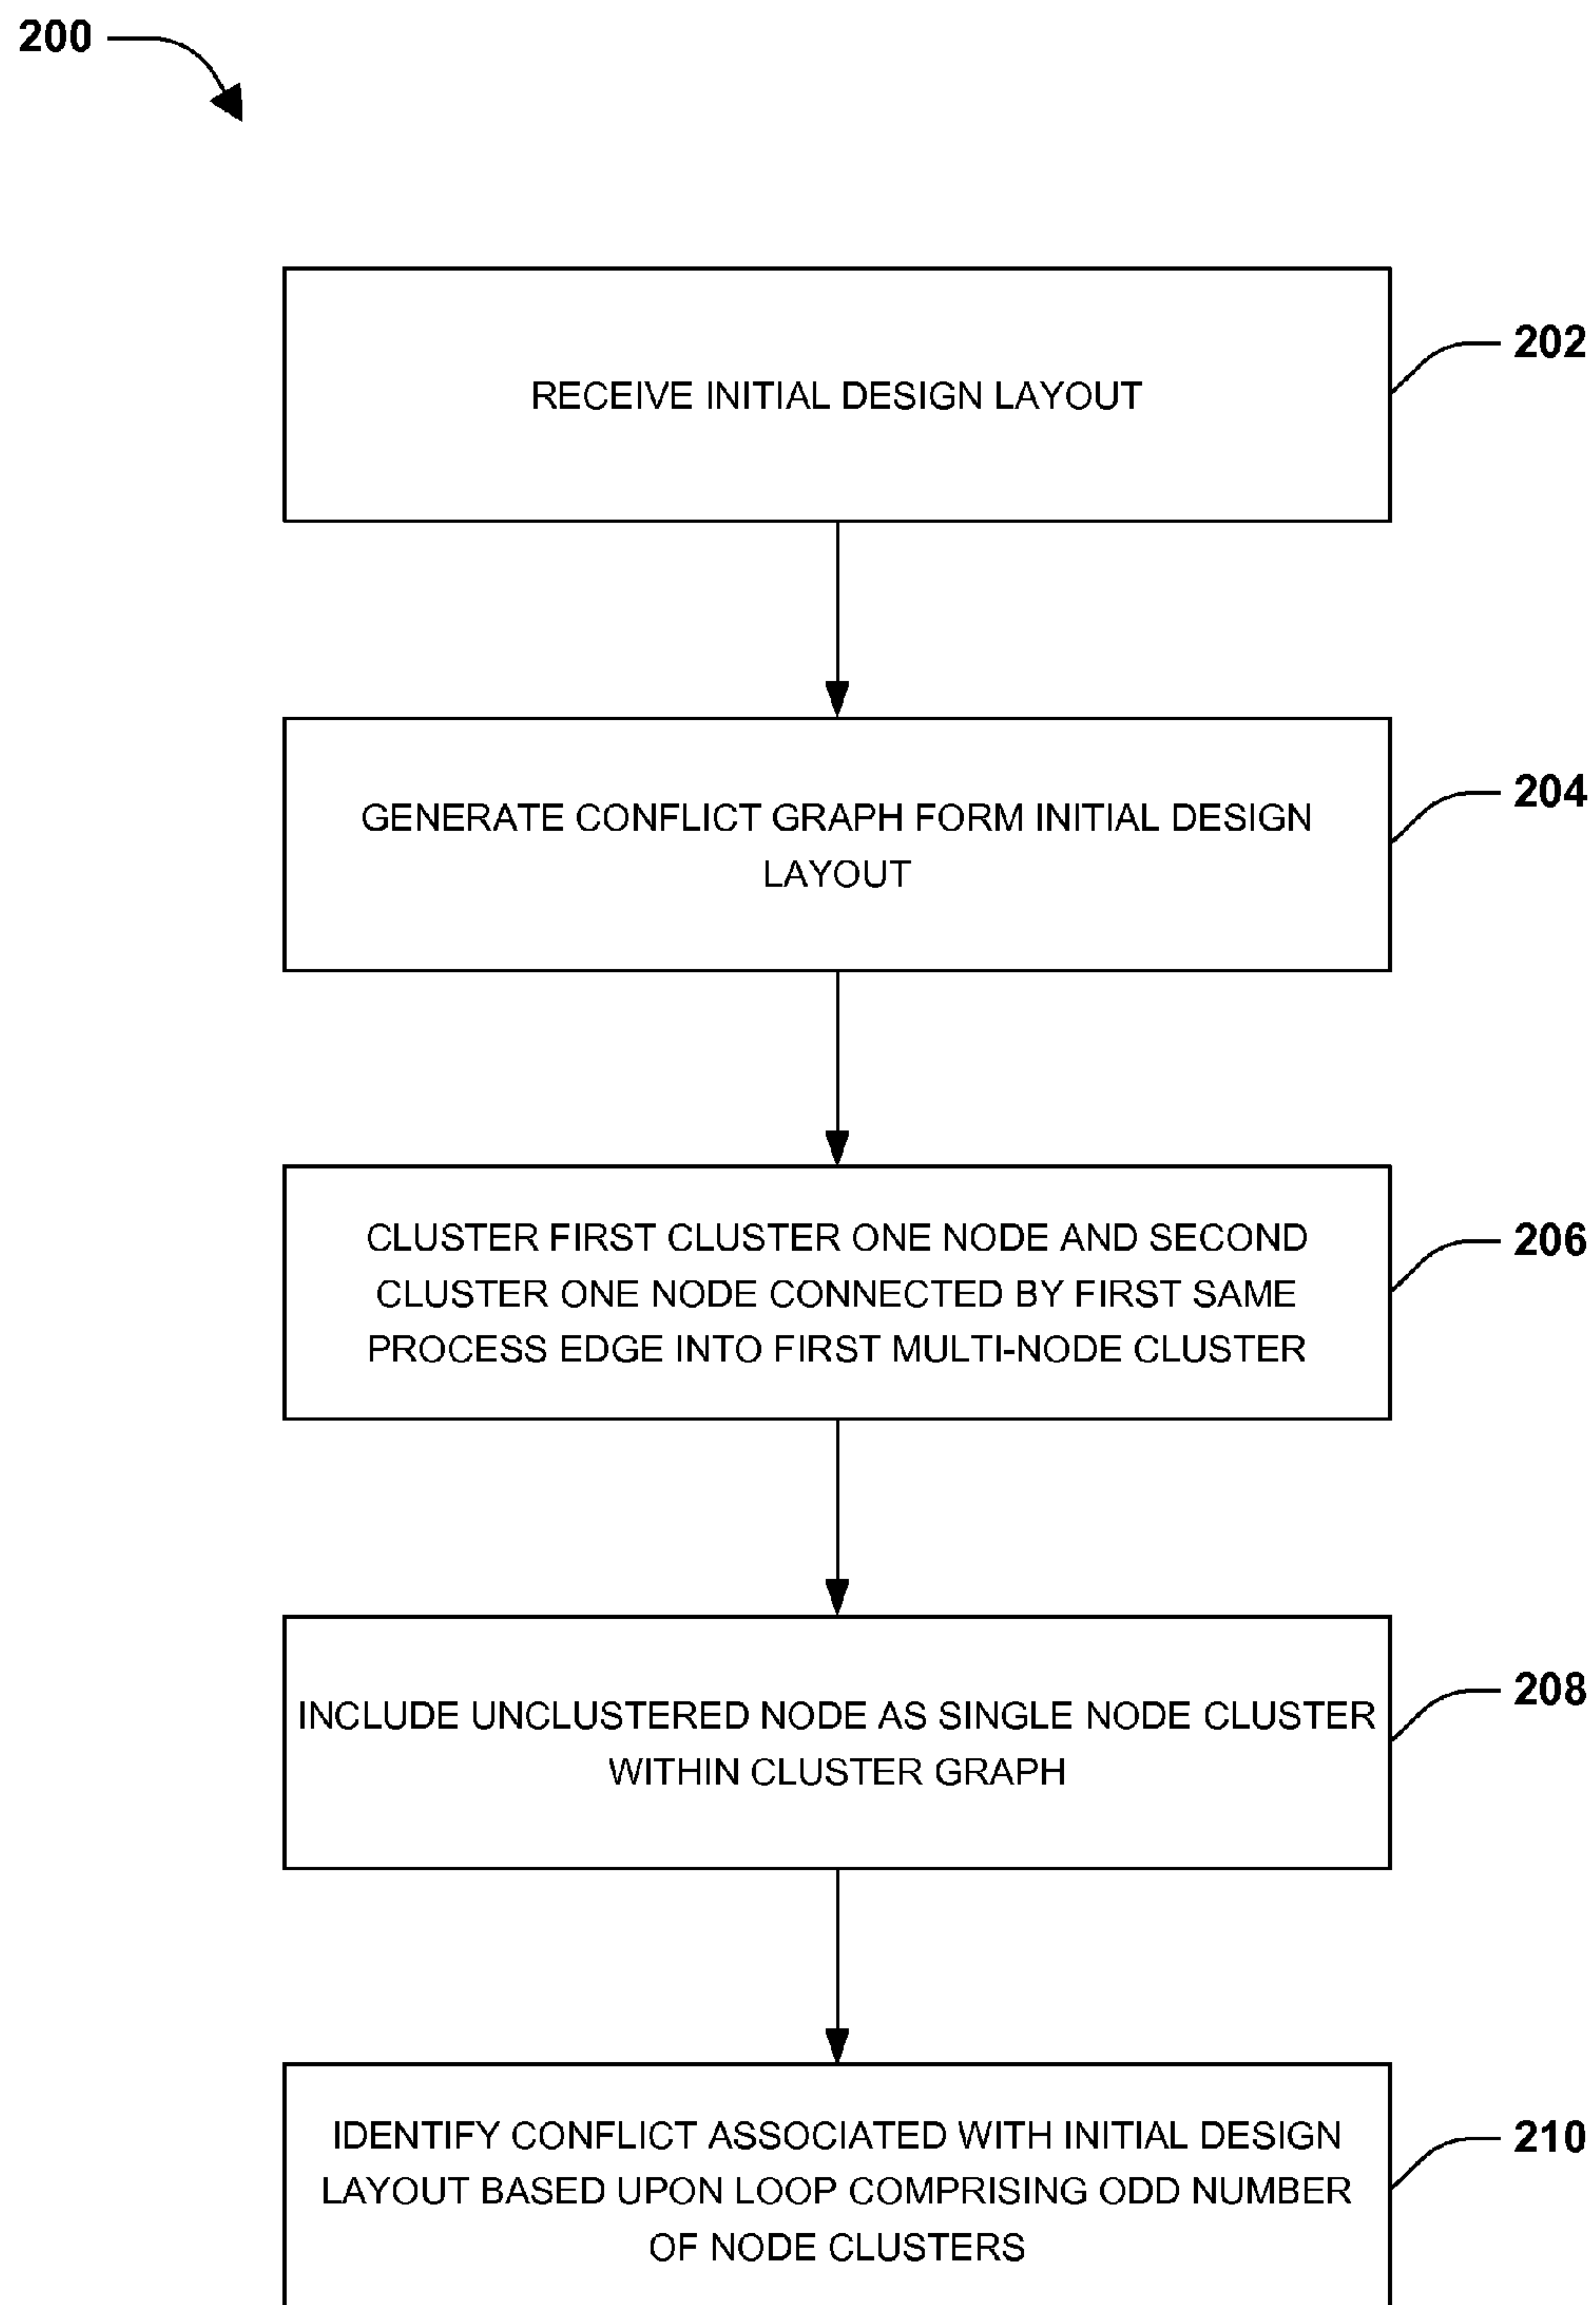 200
RECEIVE INITIAL DESIGN LAYOUT
202
GENERATE CONFLICT GRAPH FORM INITIAL DESIGN
LAYOUT
204
CLUSTER FIRST CLUSTER ONE NODE AND SECOND
CLUSTER ONE NODE CONNECTED BY FIRST SAME
PROCESS EDGE INTO FIRST MULTI-NODE CLUSTER
206
INCLUDE UNCLUSTERED NODE AS SINGLE NODE CLUSTER
WITHIN CLUSTER GRAPH
208
IDENTIFY CONFLICT ASSOCIATED WITH INITIAL DESIGN
LAYOUT BASED UPON LOOP COMPRISING ODD NUMBER
OF NODE CLUSTERS
210